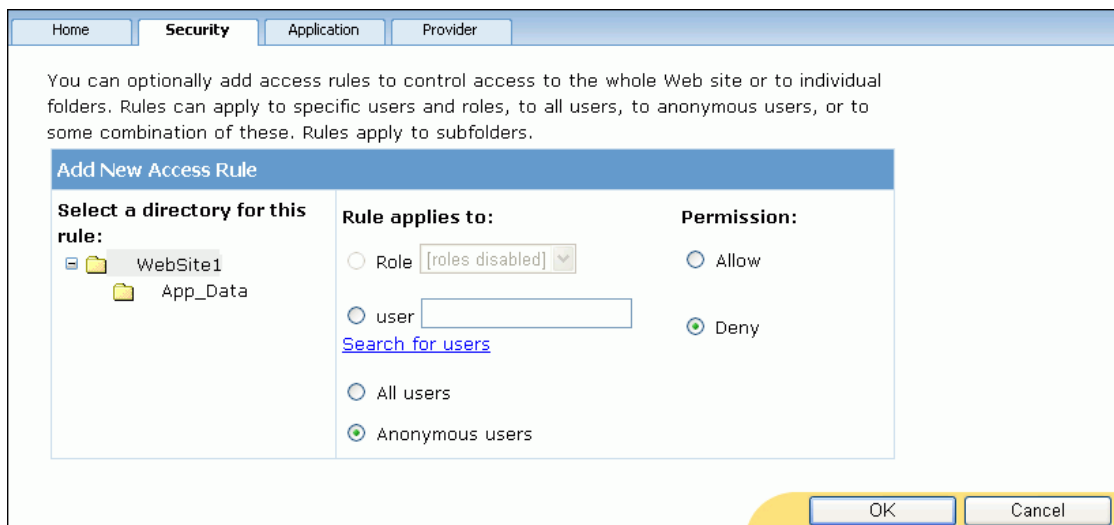 Home Security Application Provider
You can optionally add access rules to control access to the whole Web site or to individual
folders. Rules can apply to specific users and roles, to all users, to anonymous users, or to
some combination of these. Rules apply to subfolders.
Add New Access Rule
Select a directory for this
rule:
WebSite1
App_Data
Rule applies to:
Role [roles disabled]
user
Search for users
All users
Anonymous users
Permission:
Allow
Deny
OK Cancel